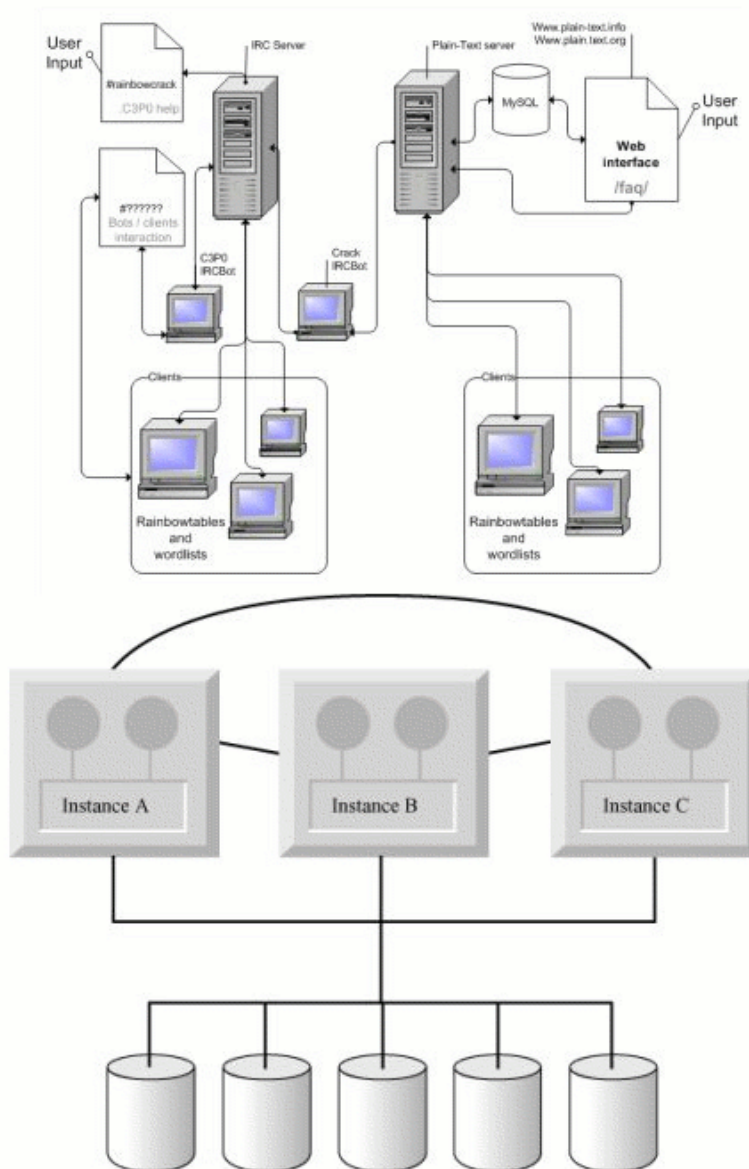 User
Input
IRC Server
#rainbowcrack
.C3P0 help
#??????
Bots / clients
interaction
C3P0
IRCBot
Crack
IRCBot
Plain-Text server
MySQL
Www.plain-text.info
Www.plain.text.org
Web
interface
/faq/
User
Input
Clients
Rainbowtables
and
wordlists
Clients
Rainbowtables
and
wordlists
Instance A
Instance B
Instance C